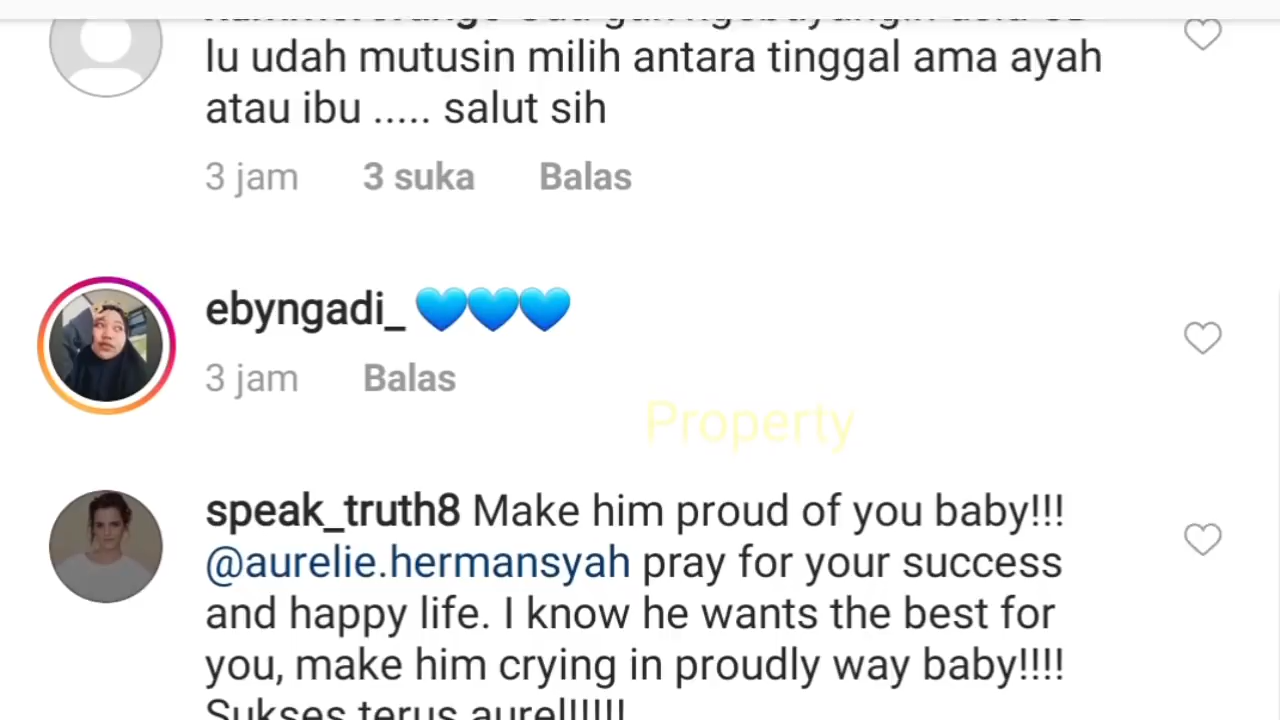 lu udah mutusin milih antara tinggal ama ayah
atau ibu ..... salut sih
3 jam 3 suka Balas
ebyngadi_ 💙💙💙
3 jam Balas
Property
speak_truth8 Make him proud of you baby!!!
@aurelie.hermansyah pray for your success
and happy life. I know he wants the best for
you, make him crying in proudly way baby!!!!
Sukses terus aurel!!!!!